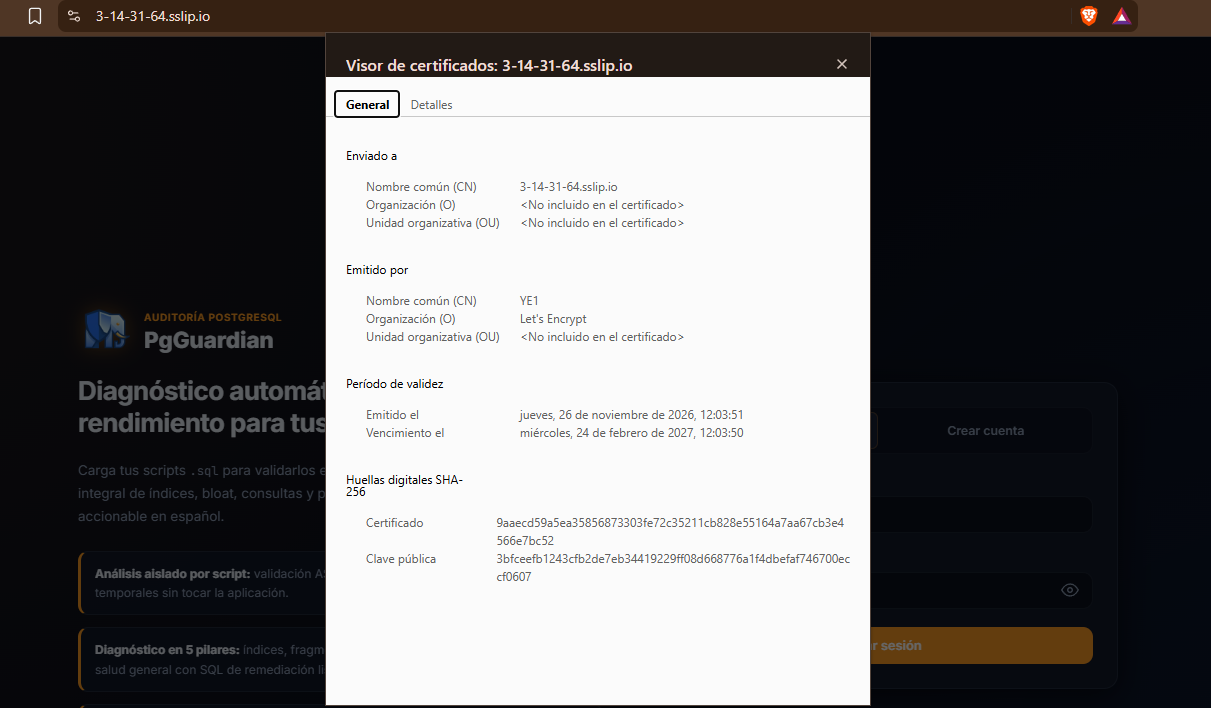 3-14-31-64.sslip.io
Visor de certificados: 3-14-31-64.sslip.io
General
Detalles
Enviado a
Nombre común (CN) 3-14-31-64.sslip.io
Organización (O) <No incluido en el certificado>
Unidad organizativa (OU) <No incluido en el certificado>
Emitido por
Nombre común (CN) YE1
Organización (O) Let's Encrypt
Unidad organizativa (OU) <No incluido en el certificado>
Período de validez
Emitido el jueves, 26 de noviembre de 2026, 12:03:51
Vencimiento el miércoles, 24 de febrero de 2027, 12:03:50
Huellas digitales SHA-
256
Certificado 9aaecd59a5ea35856873303fe72c35211cb828e55164a7aa67cb3e4
566e7bc52
Clave pública 3bfceefb1243cfb2de7eb34419229ff08d668776a1f4dbefaf746700ec
cf0607
AUDITORÍA POSTGRESQL
PgGuardian
Diagnóstico automát
rendimiento para tus
Carga tus scripts .sql para validarlos e
integral de índices, bloat, consultas y p
accionable en español.
Análisis aislado por script: validación AS
temporales sin tocar la aplicación.
Diagnóstico en 5 pilares: índices, fragm
salud general con SQL de remediación li
Crear cuenta
r sesión